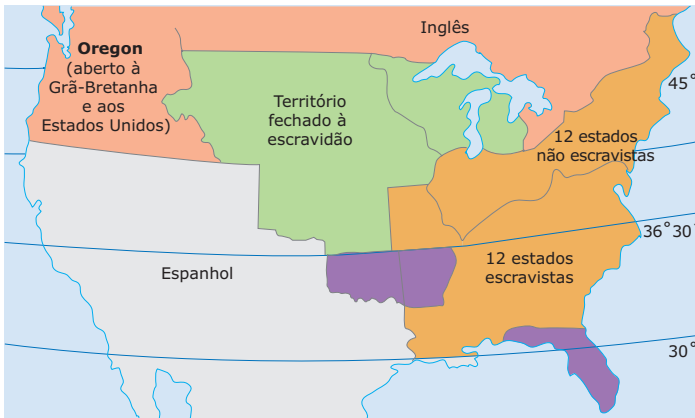 Oregon
(aberto à
Grã-Bretanha
e aos
Estados Unidos)
Inglês
Território
fechado à
escravidão
45°
12 estados
não escravistas
36°30
12 estados
escravistas
Espanhol
30°